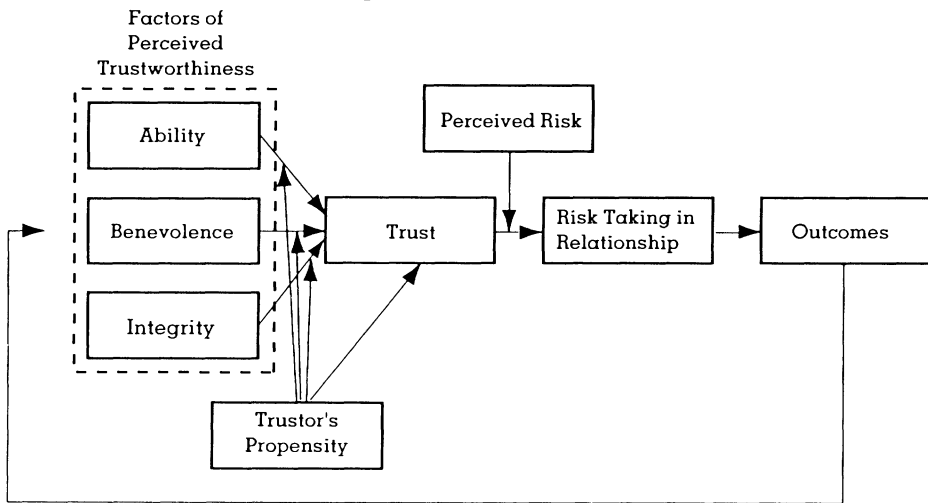 Factors of
Perceived
Trustworthiness
Ability
Benevolence
Integrity
Trustor's
Propensity
Trust
Perceived Risk
Risk Taking in
Relationship
Outcomes